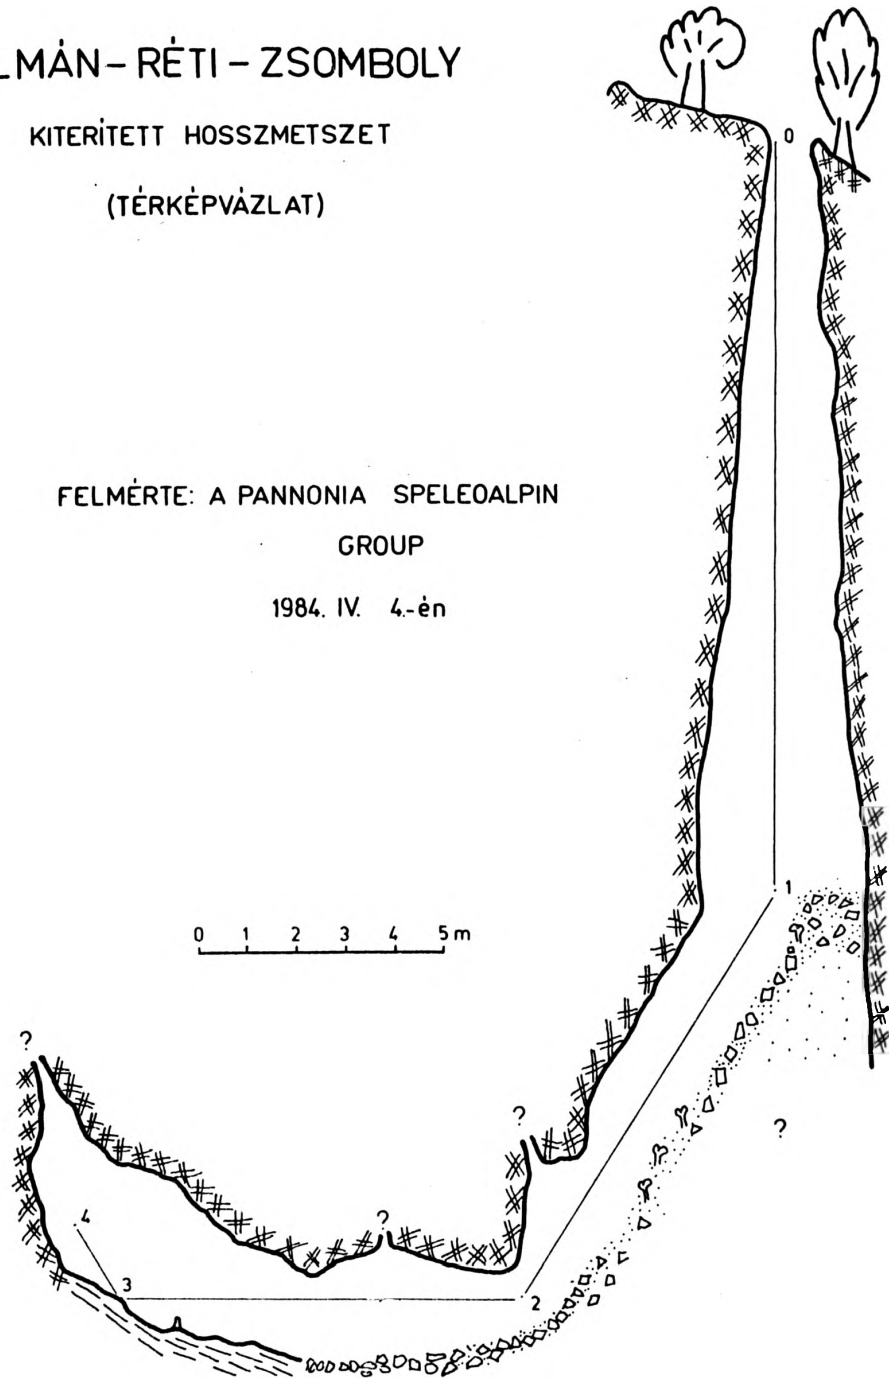 LMÁN-RÉTI-ZSOMBOLY
KITERÍTETT HOSSZMETSZET
(TÉRKÉPVÁZLAT)
FELMÉRTE: A PANNONIA SPELEOALPIN
GROUP
1984. IV. 4.-én
0
1
0 1 2 3 4 5 m
?
?
?
?
4
3
2